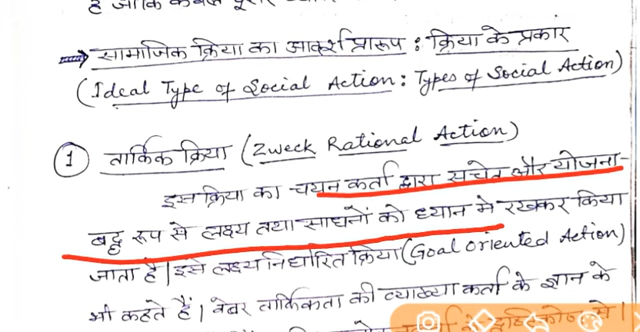 है जोकि केवल
⇒ सामाजिक क्रिया का आदर्श प्रारूप : क्रिया के प्रकार
(Ideal Type of Social Action : Types of Social Action)
① तार्किक क्रिया (Zweck Rational Action)
इस क्रिया का चयन कर्ता द्वारा सचेत और योजना-
बद्ध रूप से लक्ष्य तथा साधनों को ध्यान मे रखकर किया
जाता है। इसे लक्ष्य निर्धारित क्रिया (Goal oriented Action)
भी कहते हैं। वेबर तार्किकता की व्याख्या कर्ता के ज्ञान के